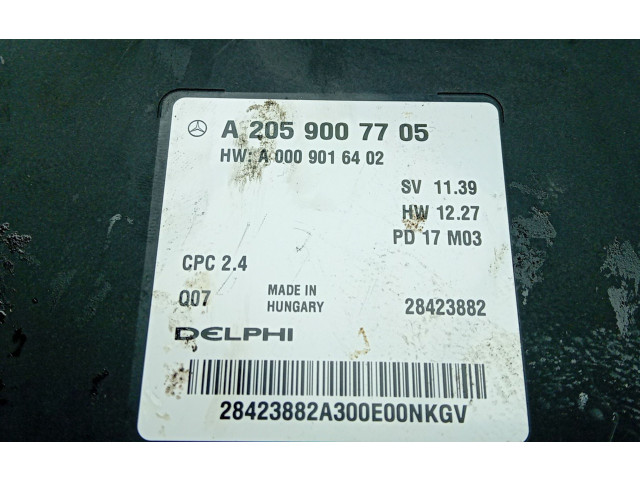 A 205 900 77 05
HW: A 000 901 64 02
SV 11.39
HW 12.27
PD 17 M03
CPC 2.4
Q07
MADE IN
HUNGARY
28423882
DELPHI
28423882A300E00NKGV